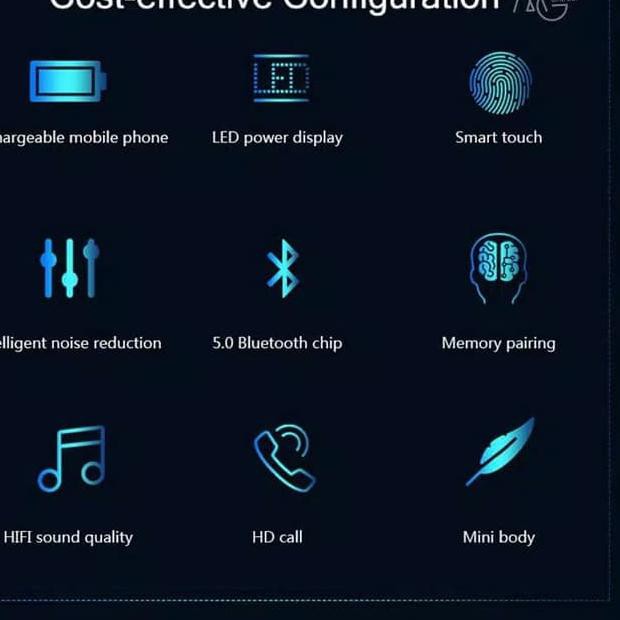 Cost-effective Configuration
LED
hargeable mobile phone
LED power display
Smart touch
elligent noise reduction
5.0 Bluetooth chip
Memory pairing
HIFI sound quality
HD call
Mini body